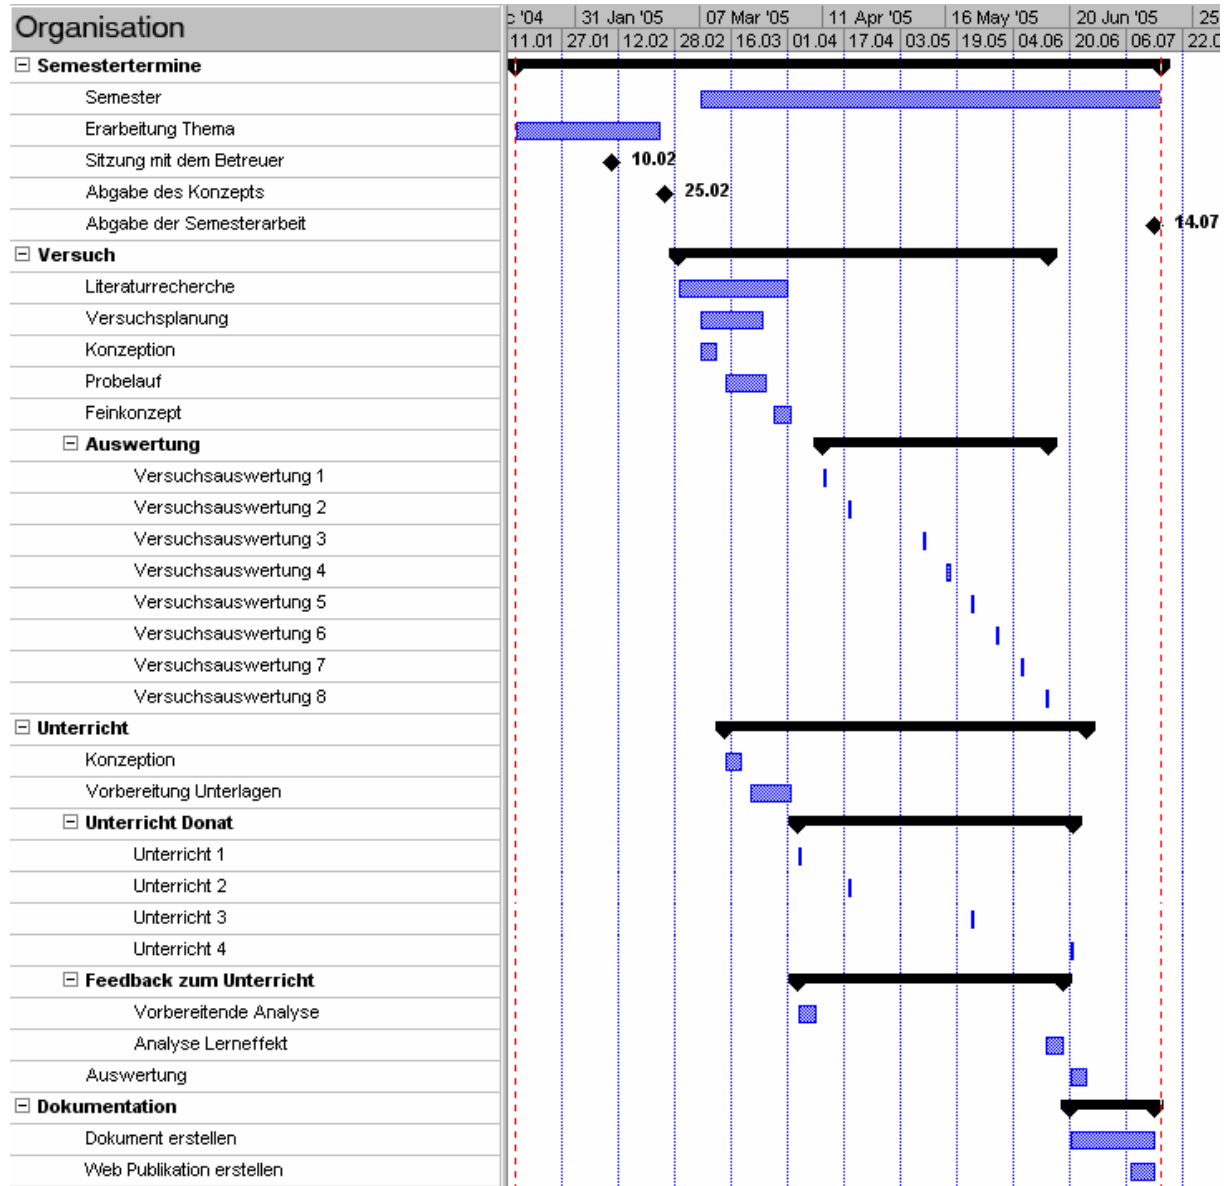 Organisation
c '04 31 Jan '05 07 Mar '05 11 Apr '05 16 May '05 20 Jun '05 25
11.01 27.01 12.02 28.02 16.03 01.04 17.04 03.05 19.05 04.06 20.06 06.07 22.0
Semestertermine
Semester
Erarbeitung Thema
Sitzung mit dem Betreuer 10.02
Abgabe des Konzepts 25.02
Abgabe der Semesterarbeit 14.07
Versuch
Literaturrecherche
Versuchsplanung
Konzeption
Probelauf
Feinkonzept
Auswertung
Versuchsauswertung 1
Versuchsauswertung 2
Versuchsauswertung 3
Versuchsauswertung 4
Versuchsauswertung 5
Versuchsauswertung 6
Versuchsauswertung 7
Versuchsauswertung 8
Unterricht
Konzeption
Vorbereitung Unterlagen
Unterricht Donat
Unterricht 1
Unterricht 2
Unterricht 3
Unterricht 4
Feedback zum Unterricht
Vorbereitende Analyse
Analyse Lerneffekt
Auswertung
Dokumentation
Dokument erstellen
Web Publikation erstellen